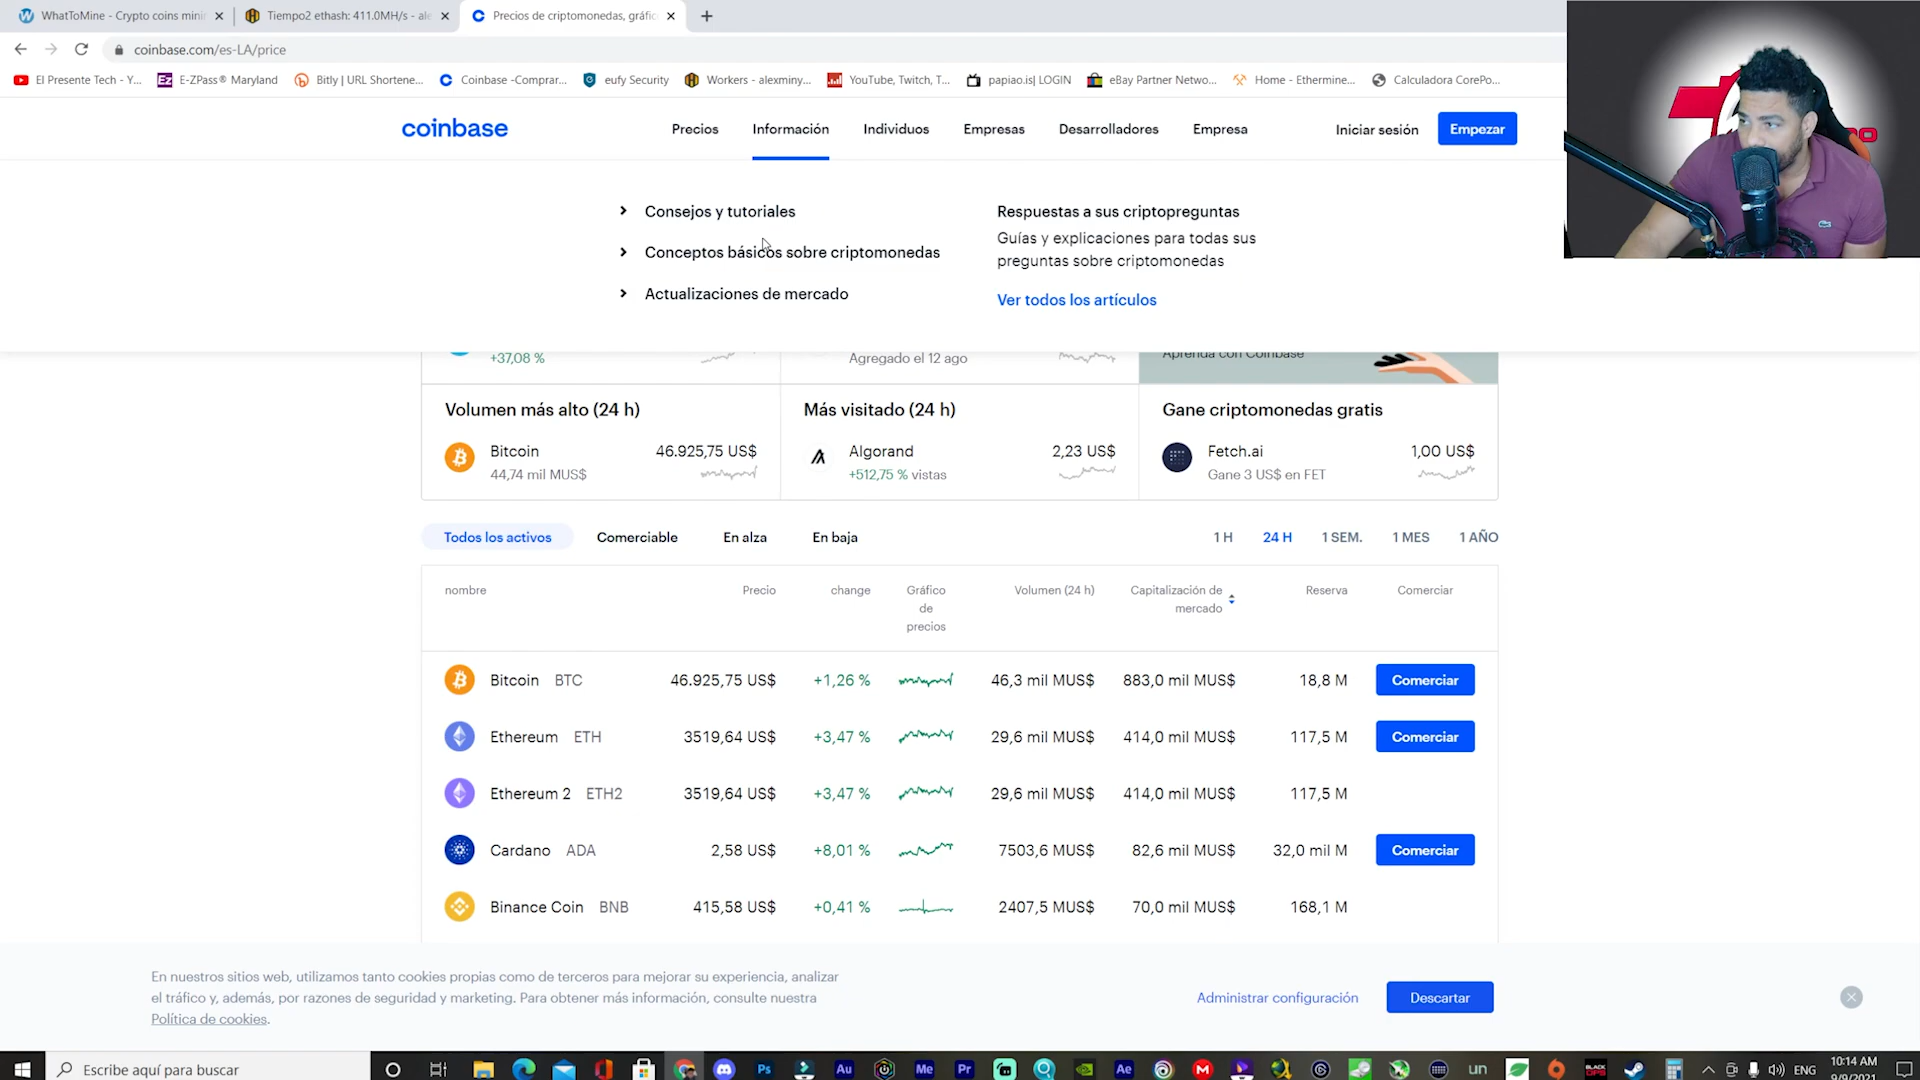 WhatToMine - Crypto coins mini
Tiempo2 ethash: 411.0MH/s - ale
Precios de criptomonedas, gráfic
coinbase.com/es-LA/price
El Presente Tech - Y...
E-ZPass® Maryland
Bitly | URL Shortene...
Coinbase -Comprar...
eufy Security
Workers - alexminy...
YouTube, Twitch, T...
papiao.is| LOGIN
eBay Partner Netwo...
Home - Ethermine...
Calculadora CorePo...
coinbase
Precios
Información
Individuos
Empresas
Desarrolladores
Empresa
Iniciar sesión
Empezar
Consejos y tutoriales
Conceptos básicos sobre criptomonedas
Actualizaciones de mercado
Respuestas a sus criptopreguntas
Guías y explicaciones para todas sus
preguntas sobre criptomonedas
Ver todos los artículos
+37,08 %
Agregado el 12 ago
Aprenda con Coinbase
Volumen más alto (24 h)
Bitcoin 46.925,75 US$
44,74 mil MUS$
Más visitado (24 h)
Algorand 2,23 US$
+512,75 % vistas
Gane criptomonedas gratis
Fetch.ai 1,00 US$
Gane 3 US$ en FET
Todos los activos Comerciable En alza En baja 1 H 24 H 1 SEM. 1 MES 1 AÑO
nombre
Precio
change
Gráfico
de
precios
Volumen (24 h)
Capitalización de
mercado
Reserva
Comerciar
Bitcoin BTC 46.925,75 US$ +1,26 % 46,3 mil MUS$ 883,0 mil MUS$ 18,8 M Comerciar
Ethereum ETH 3519,64 US$ +3,47 % 29,6 mil MUS$ 414,0 mil MUS$ 117,5 M Comerciar
Ethereum 2 ETH2 3519,64 US$ +3,47 % 29,6 mil MUS$ 414,0 mil MUS$ 117,5 M
Cardano ADA 2,58 US$ +8,01 % 7503,6 MUS$ 82,6 mil MUS$ 32,0 mil M Comerciar
Binance Coin BNB 415,58 US$ +0,41 % 2407,5 MUS$ 70,0 mil MUS$ 168,1 M
En nuestros sitios web, utilizamos tanto cookies propias como de terceros para mejorar su experiencia, analizar
el tráfico y, además, por razones de seguridad y marketing. Para obtener más información, consulte nuestra
Política de cookies.
Administrar configuración
Descartar
Escribe aquí para buscar
ENG
10:14 AM
9/9/2021